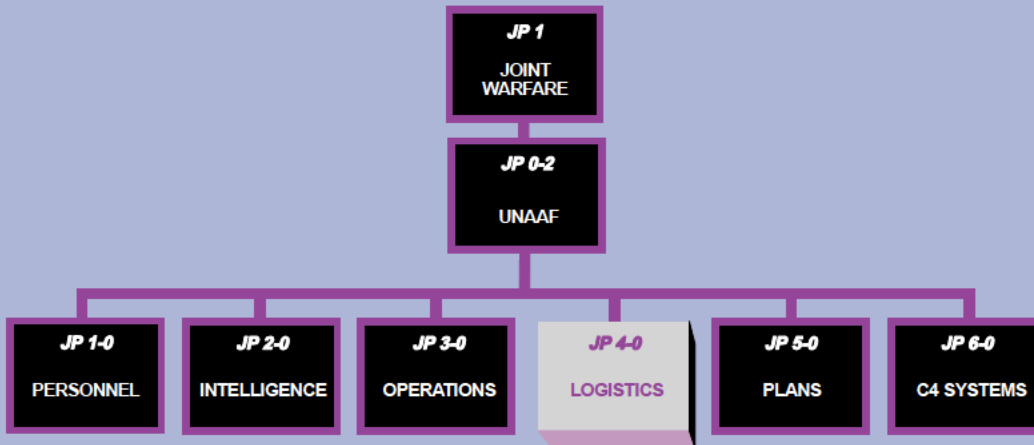 JP 1
JOINT
WARFARE
JP 0-2
UNAAF
JP 1-0
PERSONNEL
JP 2-0
INTELLIGENCE
JP 3-0
OPERATIONS
JP 4-0
LOGISTICS
JP 5-0
PLANS
JP 6-0
C4 SYSTEMS